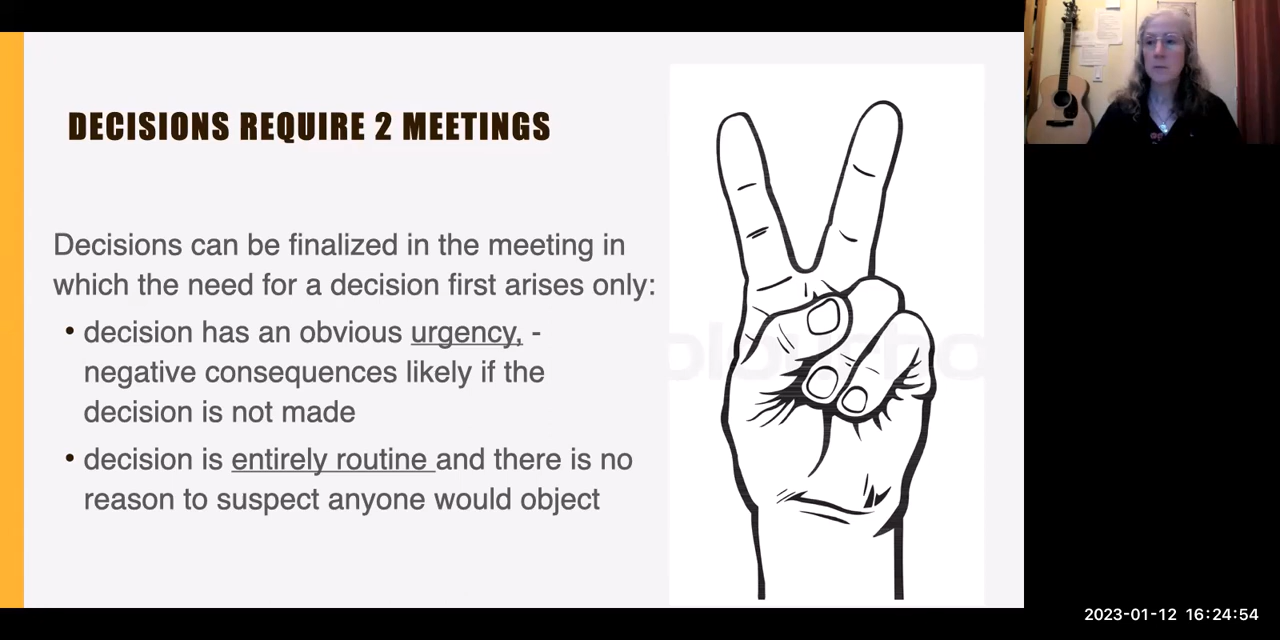 DECISIONS REQUIRE 2 MEETINGS
Decisions can be finalized in the meeting in
which the need for a decision first arises only:
• decision has an obvious urgency, -
negative consequences likely if the
decision is not made
• decision is entirely routine and there is no
reason to suspect anyone would object
2023-01-12 16:24:54